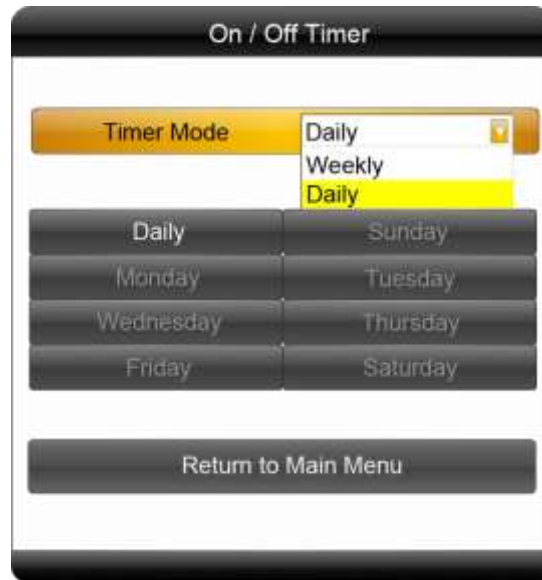 On / Off Timer
Timer Mode Daily
Weekly
Daily
Daily Sunday
Monday Tuesday
Wednesday Thursday
Friday Saturday
Return to Main Menu